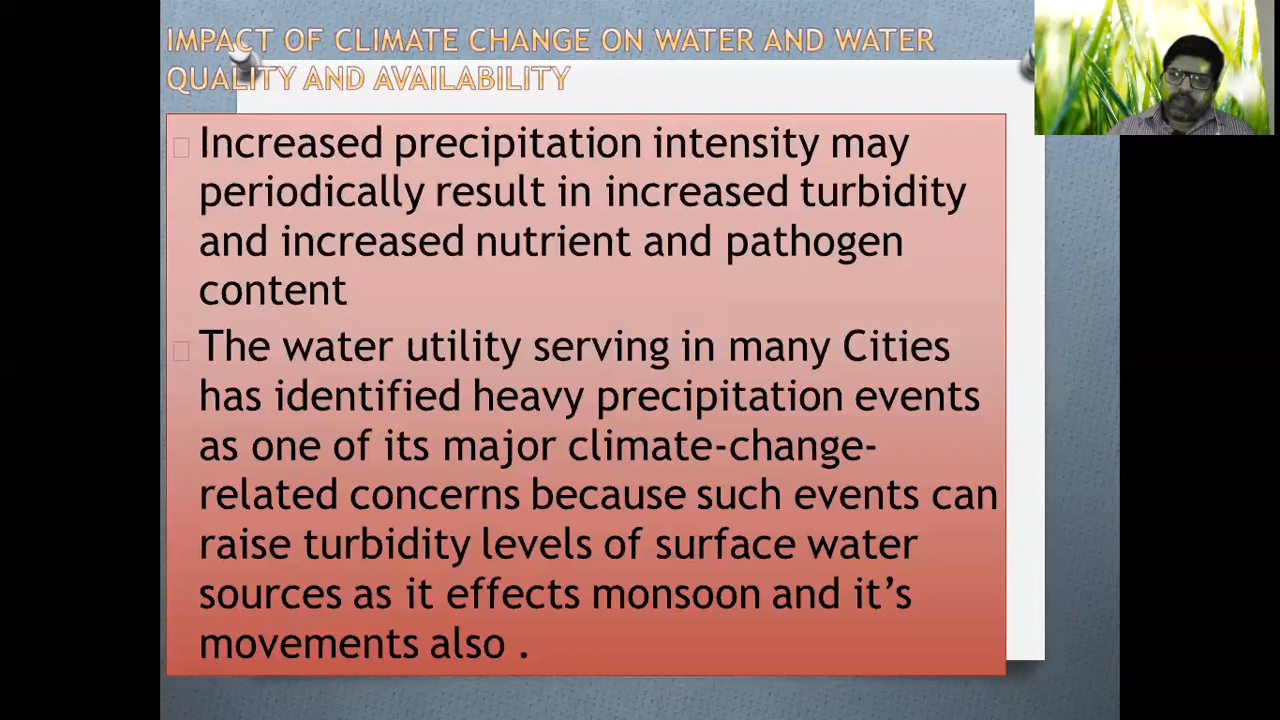 IMPACT OF CLIMATE CHANGE ON WATER AND WATER
QUALITY AND AVAILABILITY
Increased precipitation intensity may
periodically result in increased turbidity
and increased nutrient and pathogen
content
The water utility serving in many Cities
has identified heavy precipitation events
as one of its major climate-change-
related concerns because such events can
raise turbidity levels of surface water
sources as it effects monsoon and it’s
movements also .